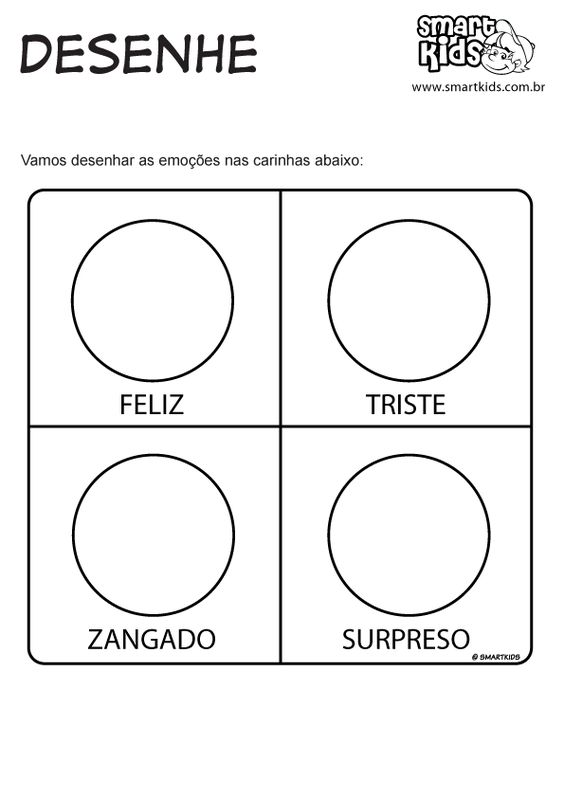 DESENHE
smart
kids
www.smartkids.com.br
Vamos desenhar as emoções nas carinhas abaixo:
FELIZ
TRISTE
ZANGADO
SURPRESO
© SMARTKIDS